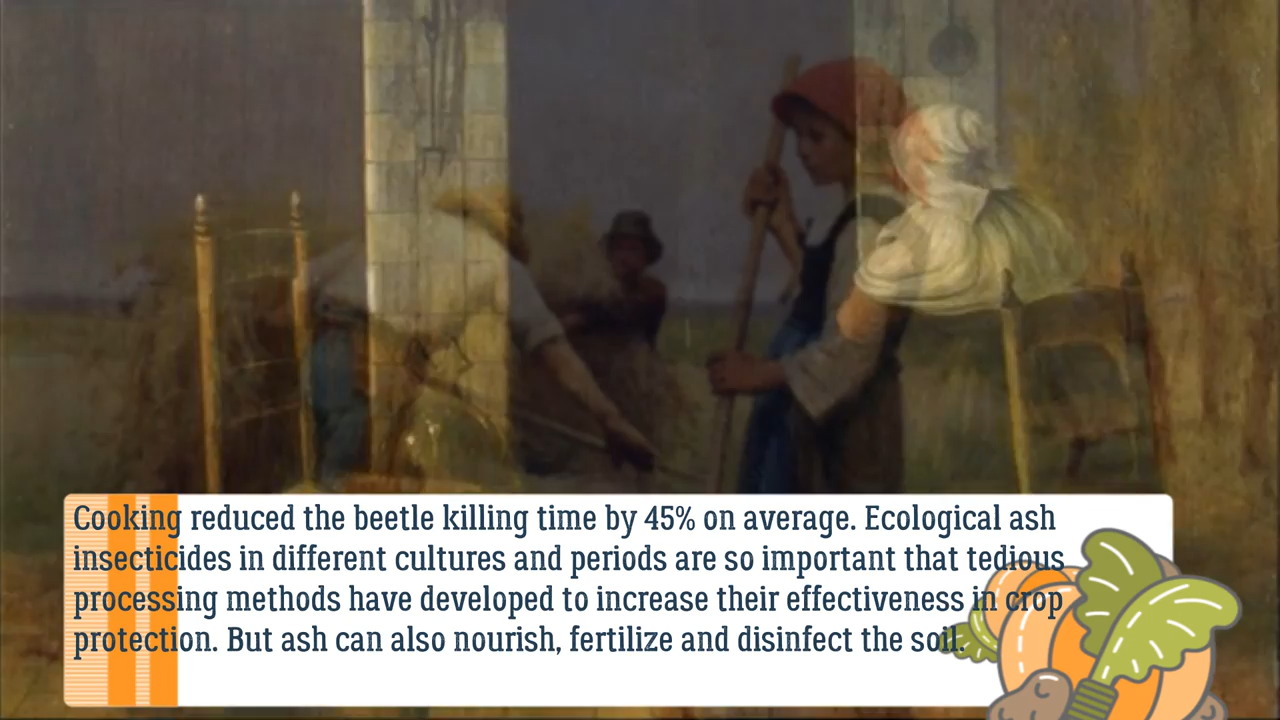 Cooking reduced the beetle killing time by 45% on average. Ecological ash
insecticides in different cultures and periods are so important that tedious
processing methods have developed to increase their effectiveness in crop
protection. But ash can also nourish, fertilize and disinfect the soil.